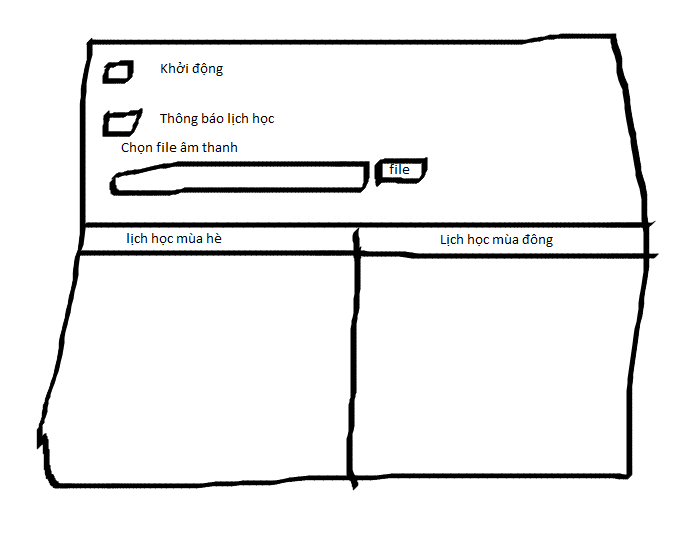 Khởi động
Thông báo lịch học
Chọn file âm thanh
file
lịch học mùa hè
Lịch học mùa đông